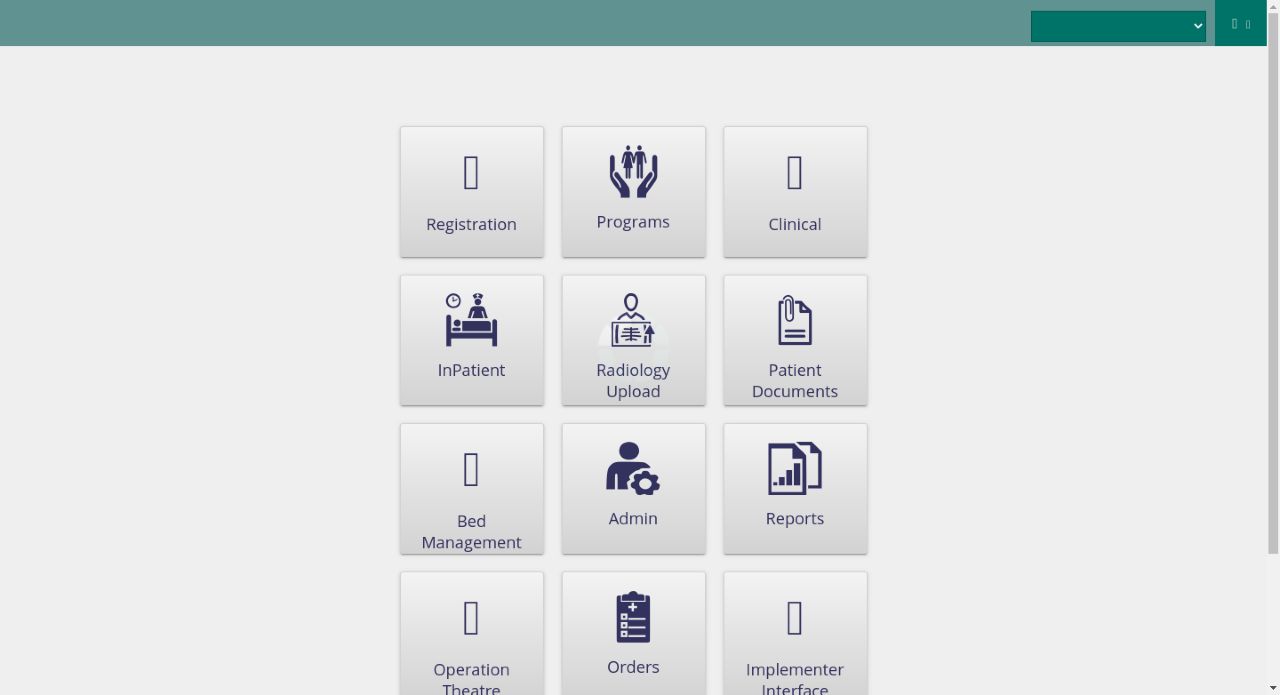 Registration
Programs
Clinical
InPatient
Radiology
Upload
Patient
Documents
Bed
Management
Admin
Reports
Operation
Theatre
Orders
Implementer
Interface